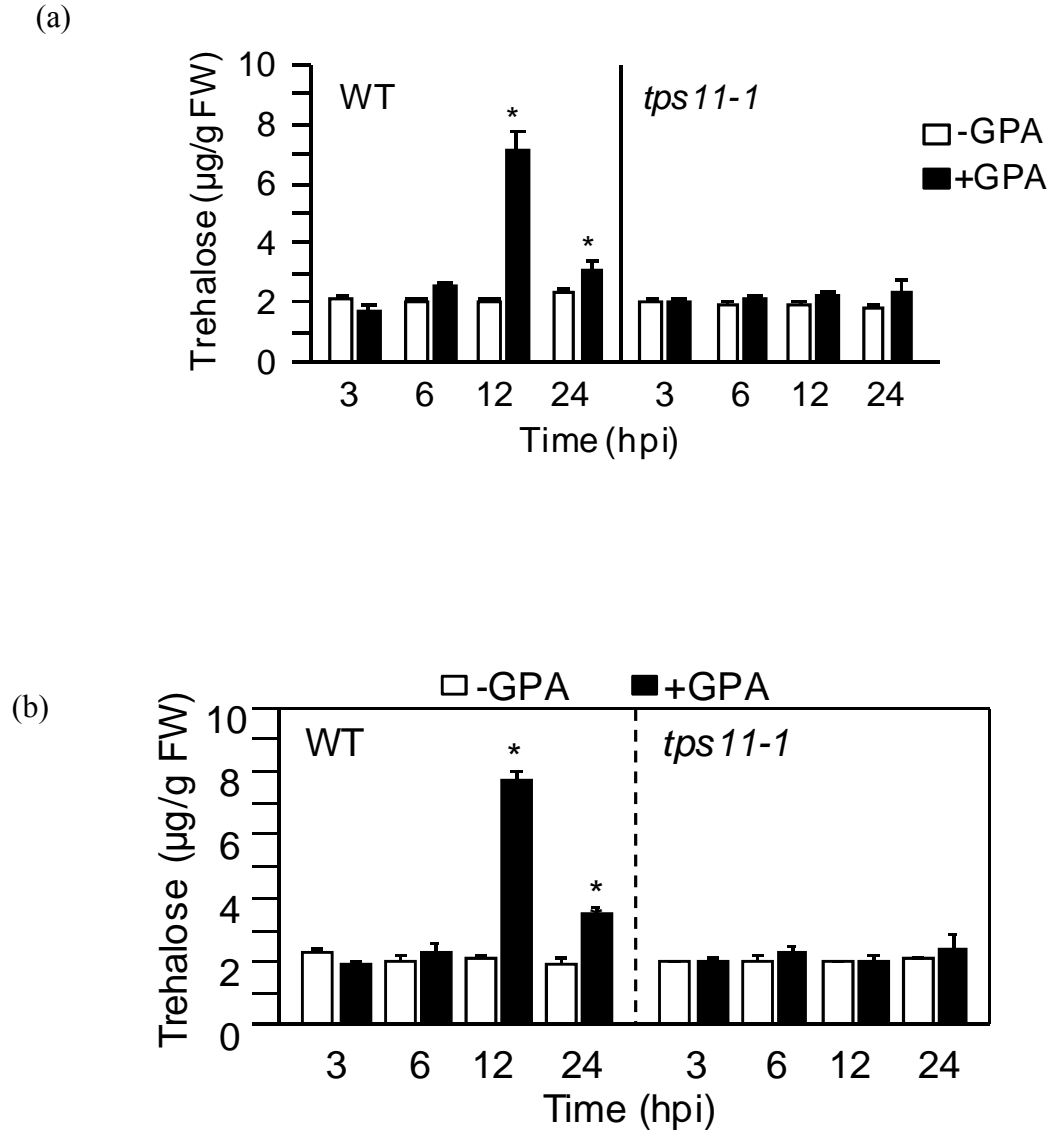 (a)
10
8
6
4
2
0
Trehalose (µg/g FW)
WT
tps11-1
*
*
-GPA
+GPA
3 6 12 24 3 6 12 24
Time (hpi)
(b)
-GPA +GPA
10
8
6
4
2
0
Trehalose (µg/g FW)
WT
tps11-1
*
*
3 6 12 24 3 6 12 24
Time (hpi)